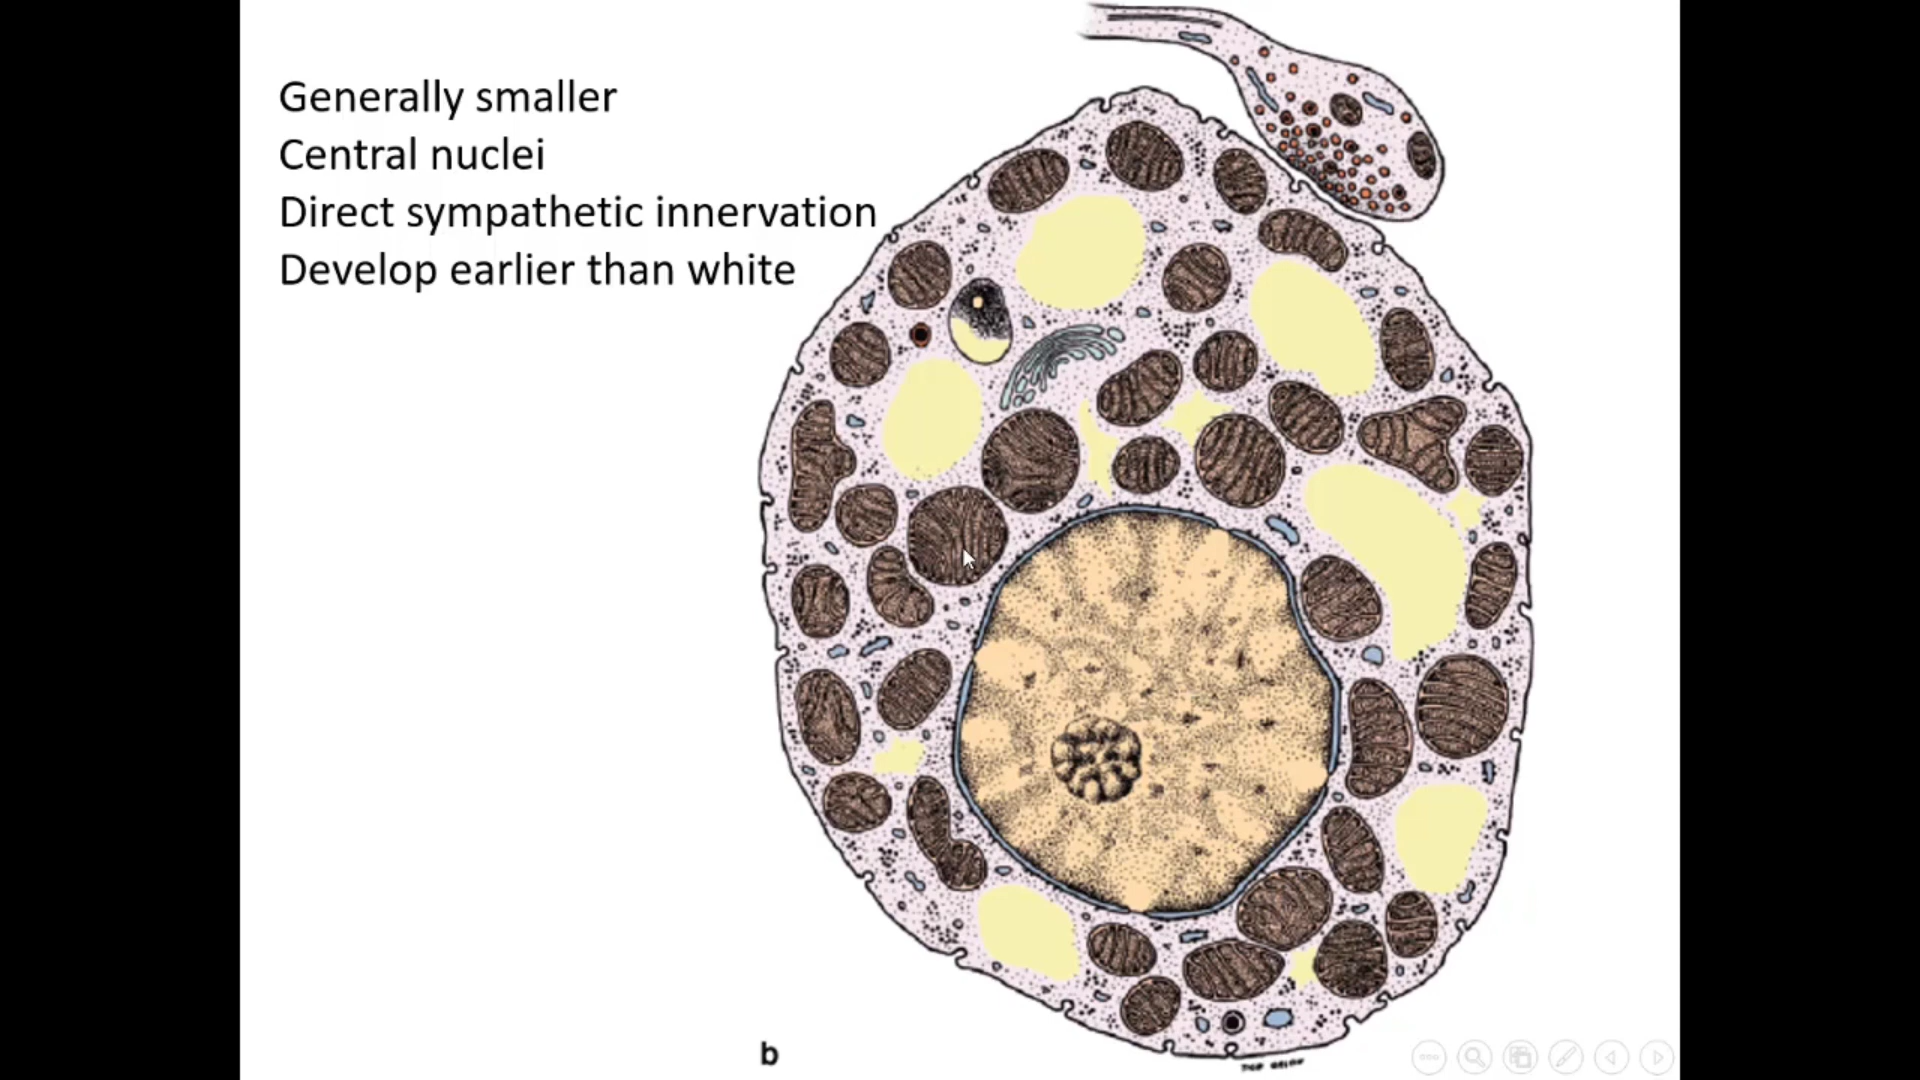 Generally smaller
Central nuclei
Direct sympathetic innervation
Develop earlier than white
b